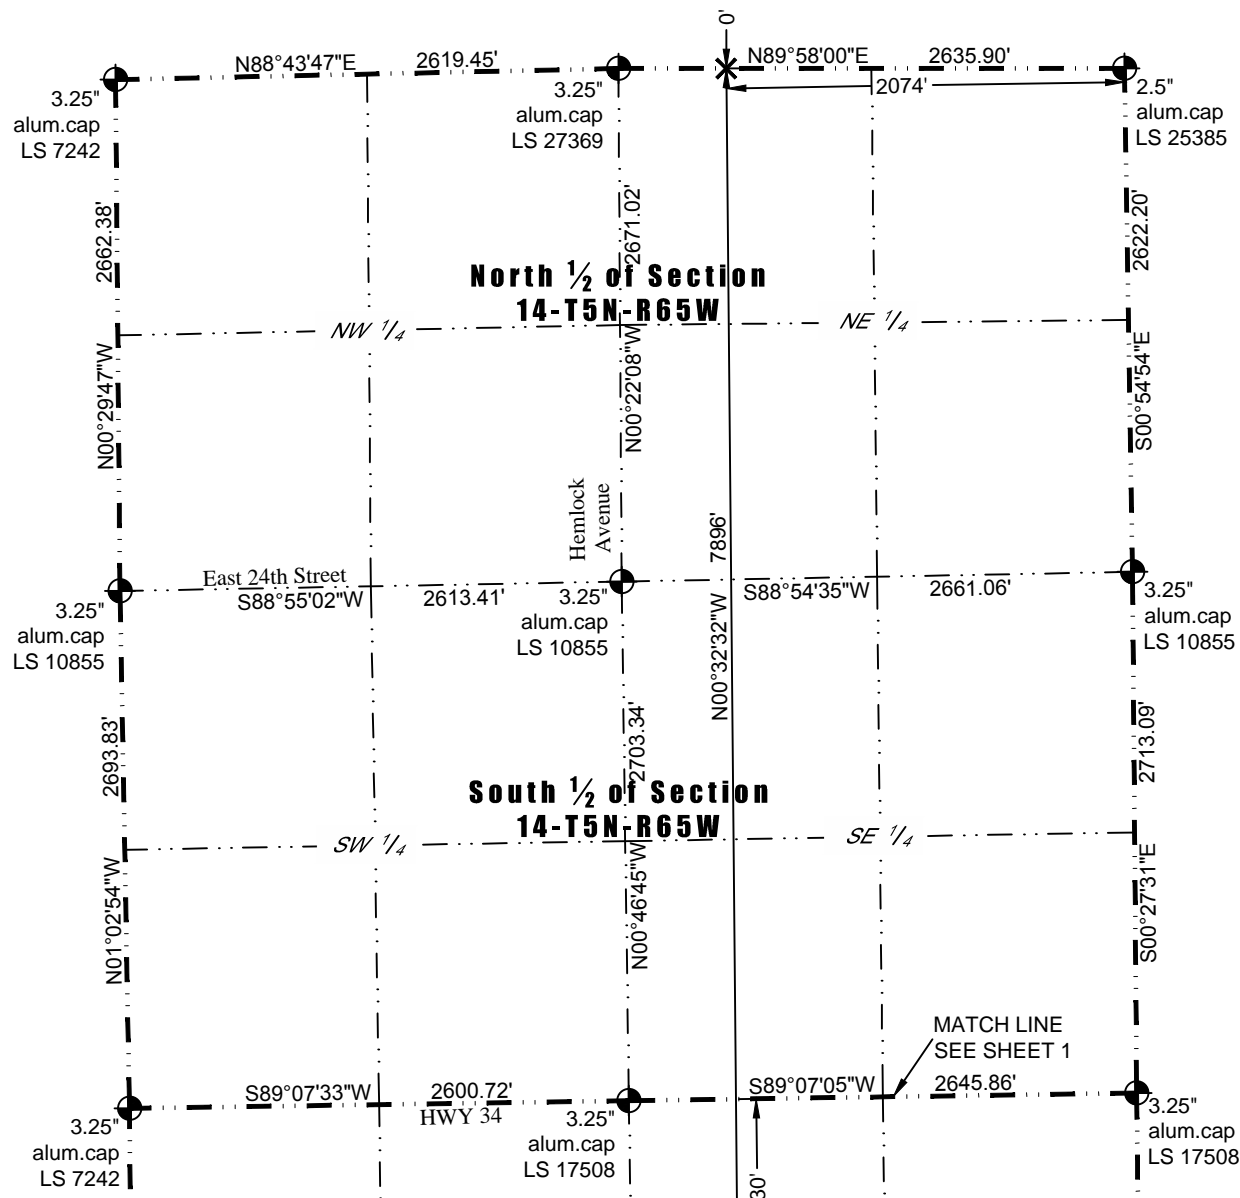 0'
N88°43'47"E
2619.45'
N89°58'00"E
2635.90'
2074'
3.25"
alum.cap
LS 7242
3.25"
alum.cap
LS 27369
2.5"
alum.cap
LS 25385
2662.38'
2671.02'
2622.20'
North ½ of Section
14-T5N-R65W
NW 1/4
NE 1/4
N00°29'47"W
N00°22'08"W
S00°54'54"E
Hemlock
Avenue
7896'
East 24th Street
S88°55'02"W
2613.41'
S88°54'35"W
2661.06'
3.25"
alum.cap
LS 10855
3.25"
alum.cap
LS 10855
3.25"
alum.cap
LS 10855
N00°32'32"W
2693.83'
2703.34'
2713.09'
South ½ of Section
14-T5N-R65W
SW 1/4
SE 1/4
N01°02'54"W
N00°46'45"W
S00°27'31"E
MATCH LINE
SEE SHEET 1
S89°07'33"W
2600.72'
S89°07'05"W
2645.86'
HWY 34
3.25"
alum.cap
LS 7242
3.25"
alum.cap
LS 17508
3.25"
alum.cap
LS 17508
30'